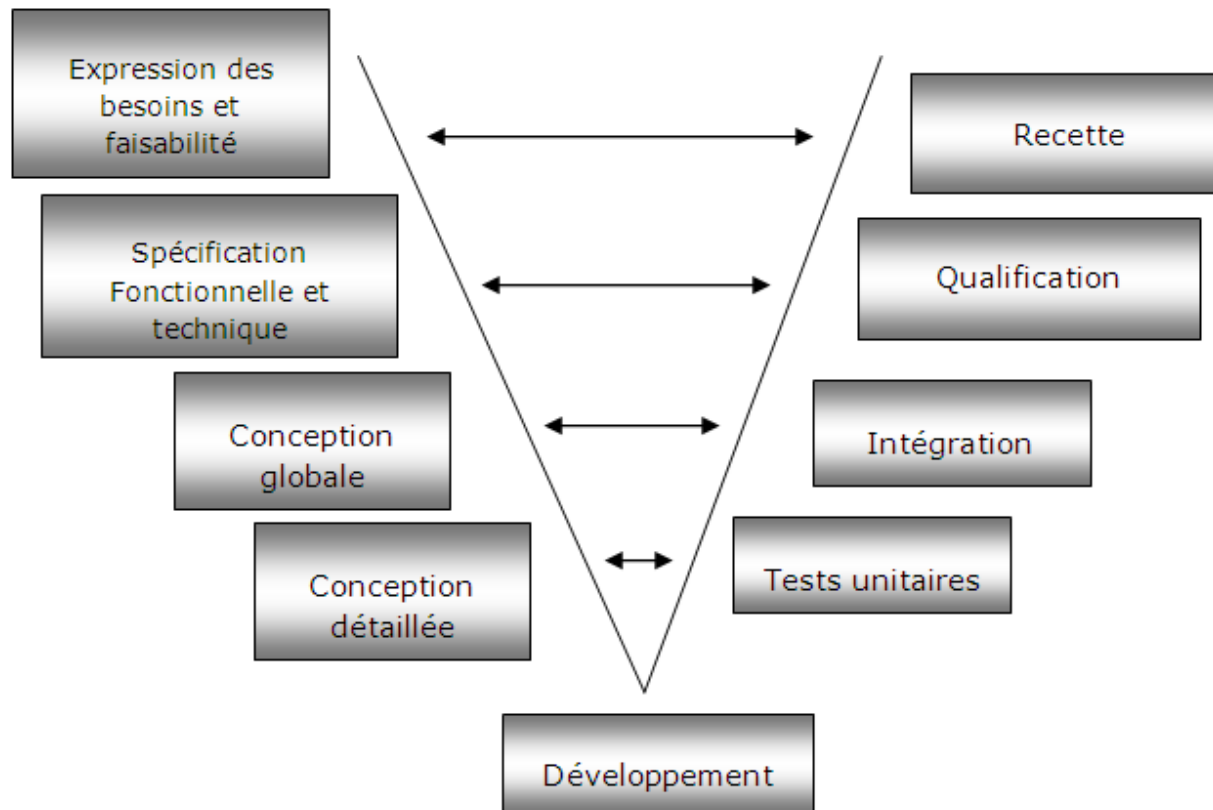 Expression des
besoins et
faisabilité
Recette
Spécification
Fonctionnelle et
technique
Qualification
Conception
globale
Intégration
Conception
détaillée
Tests unitaires
Développement